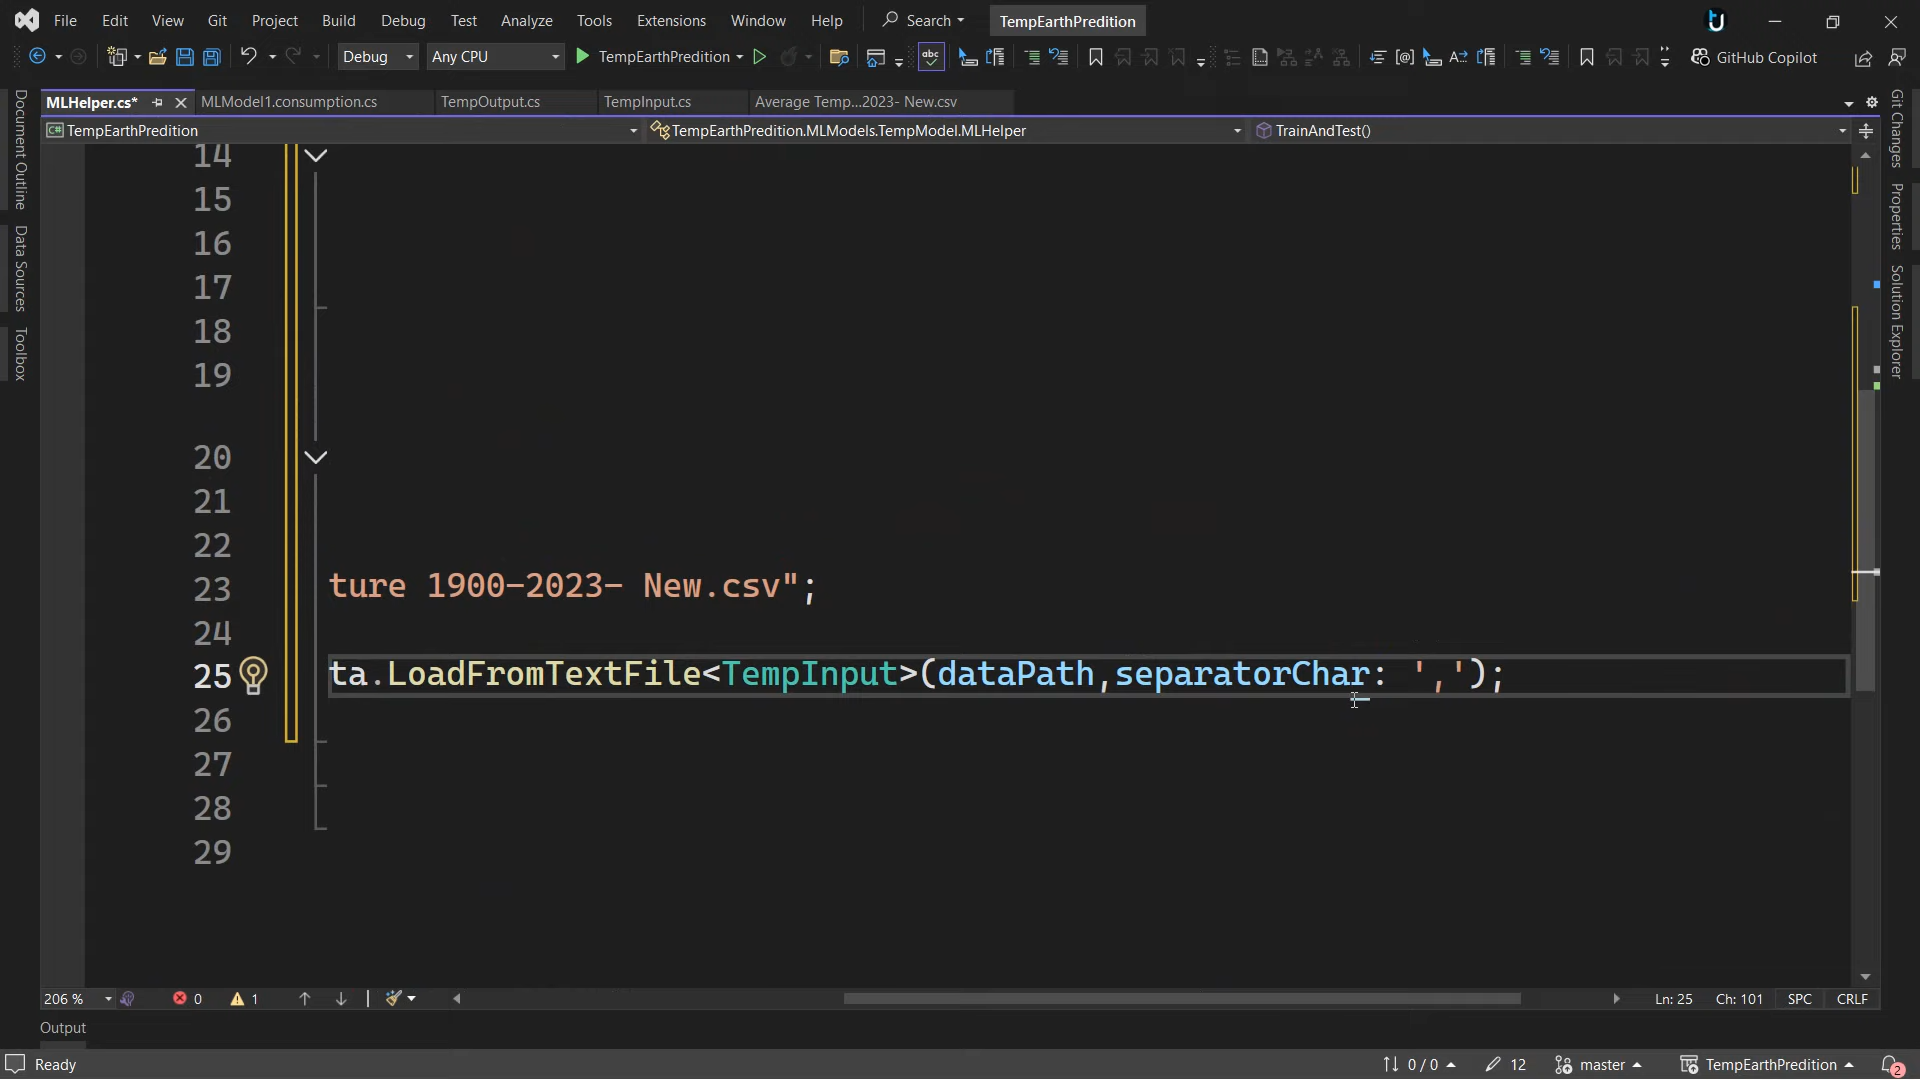 File Edit View Git Project Build Debug Test Analyze Tools Extensions Window Help Search TempEarthPredition
Debug Any CPU TempEarthPredition abc GitHub Copilot
MLHelper.cs* MLModel1.consumption.cs TempOutput.cs TempInput.cs Average Temp...2023- New.csv
C# TempEarthPredition TempEarthPredition.MLModels.TempModel.MLHelper TrainAndTest()
Document Outline
Data Sources
Toolbox
Git Changes
Properties
Solution Explorer
14
15
16
17
18
19
20
21
22
23 ture 1900-2023- New.csv";
24
25 ta.LoadFromTextFile<TempInput>(dataPath,separatorChar: ',');
26
27
28
29
206 % 0 1 Ln: 25 Ch: 101 SPC CRLF
Output
Ready 0 / 0 12 master TempEarthPredition 2